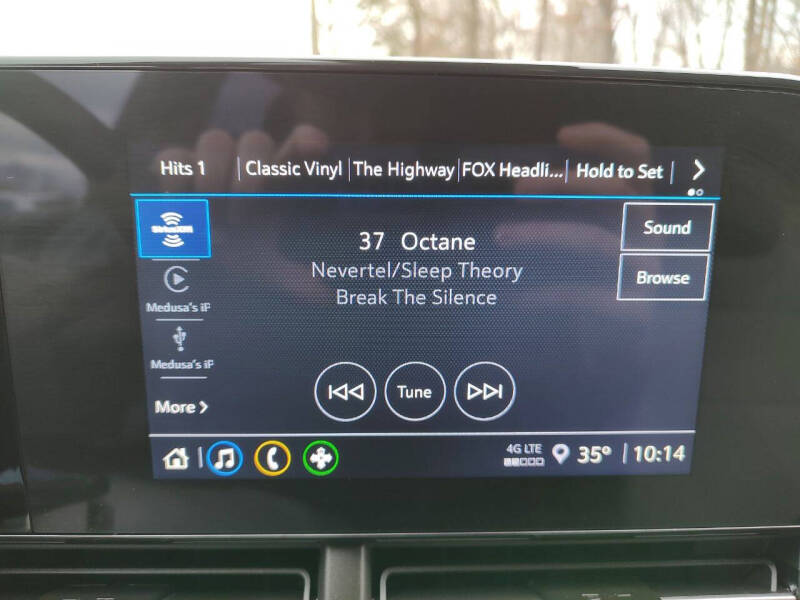 Hits 1 | Classic Vinyl | The Highway | FOX Headli... | Hold to Set |
SiriusXM
37 Octane
Sound
Nevertel/Sleep Theory
Browse
Break The Silence
Medusa's iP
Medusa's iP
Tune
More
4G LTE
35° | 10:14